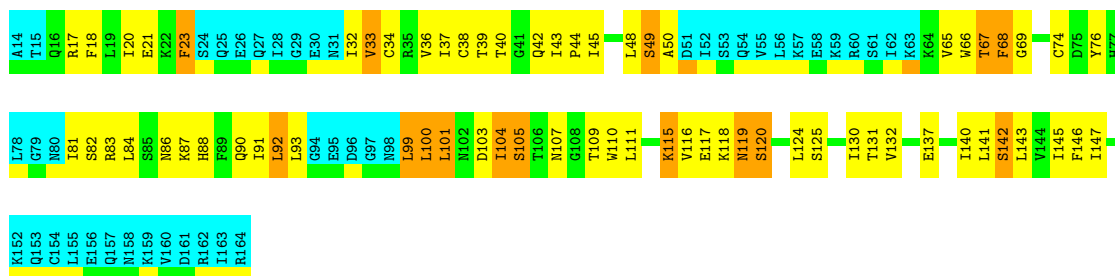 A14 T15 Q16 R17 F18 L19 I20 E21 K22 F23 S24 Q25 E26 Q27 I28 G29 E30 N31 I32 V33 C34 R35 V36 I37 C38 T39 T40 G41 Q42 I43 P44 I45 L48 S49 A50 D51 I52 S53 Q54 V55 L56 K57 E58 K59 R60 S61 I62 K63 K64 V65 W66 T67 F68 G69 C74 D75 Y76 H77
L78 G79 N80 I81 S82 R83 L84 S85 N86 K87 H88 F89 Q90 I91 L92 L93 G94 E95 D96 G97 N98 L99 L100 L101 N102 D103 I104 S105 T106 N107 G108 T109 W110 L111 K115 V116 E117 K118 N119 S120 L124 S125 I130 T131 V132 E137 I140 L141 S142 L143 V144 I145 F146 I147
K152 Q153 C154 L155 E156 Q157 N158 K159 V160 D161 R162 I163 R164